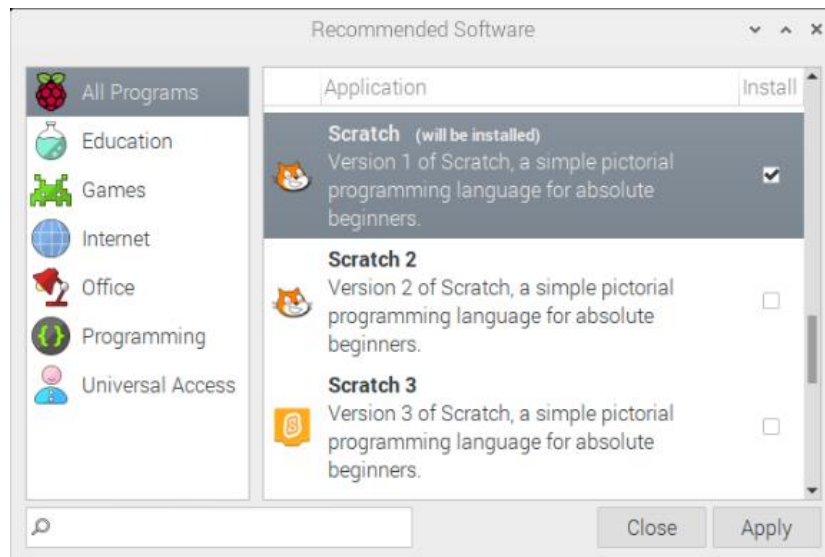 Recommended Software
All Programs
Education
Games
Internet
Office
Programming
Universal Access
Application Install
Scratch (will be installed)
Version 1 of Scratch, a simple pictorial
programming language for absolute
beginners.
Scratch 2
Version 2 of Scratch, a simple pictorial
programming language for absolute
beginners.
Scratch 3
Version 3 of Scratch, a simple pictorial
programming language for absolute
beginners.
Close Apply